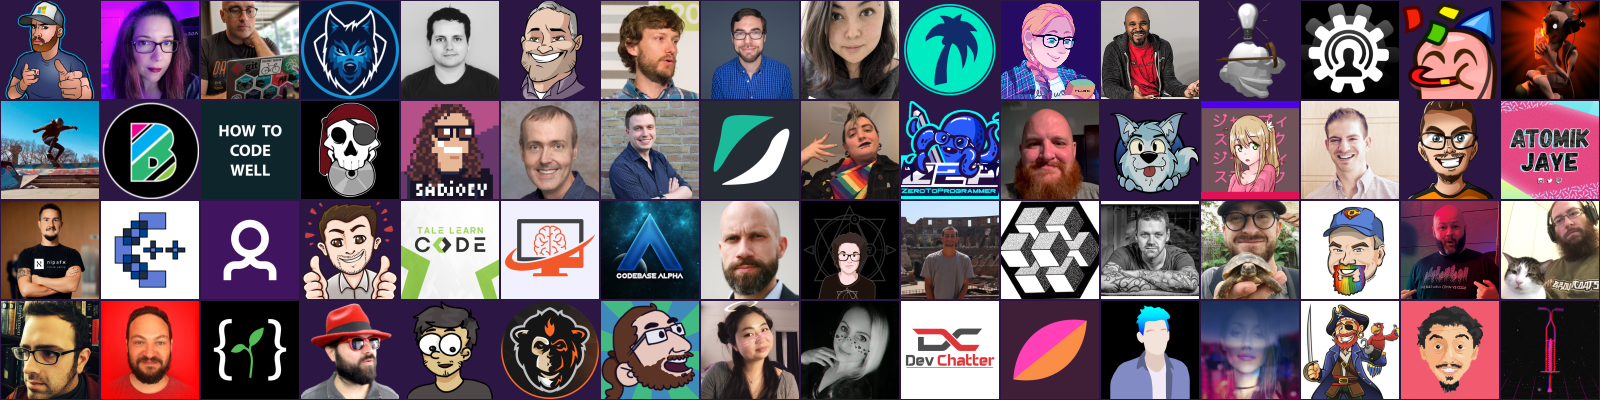 HOW TO
CODE
WELL
SADJOEY
ZEROTOPROGRAMMER
ATOMIK
JAYE
TALE LEARN
CODE
CODEBASE ALPHA
Dev Chatter